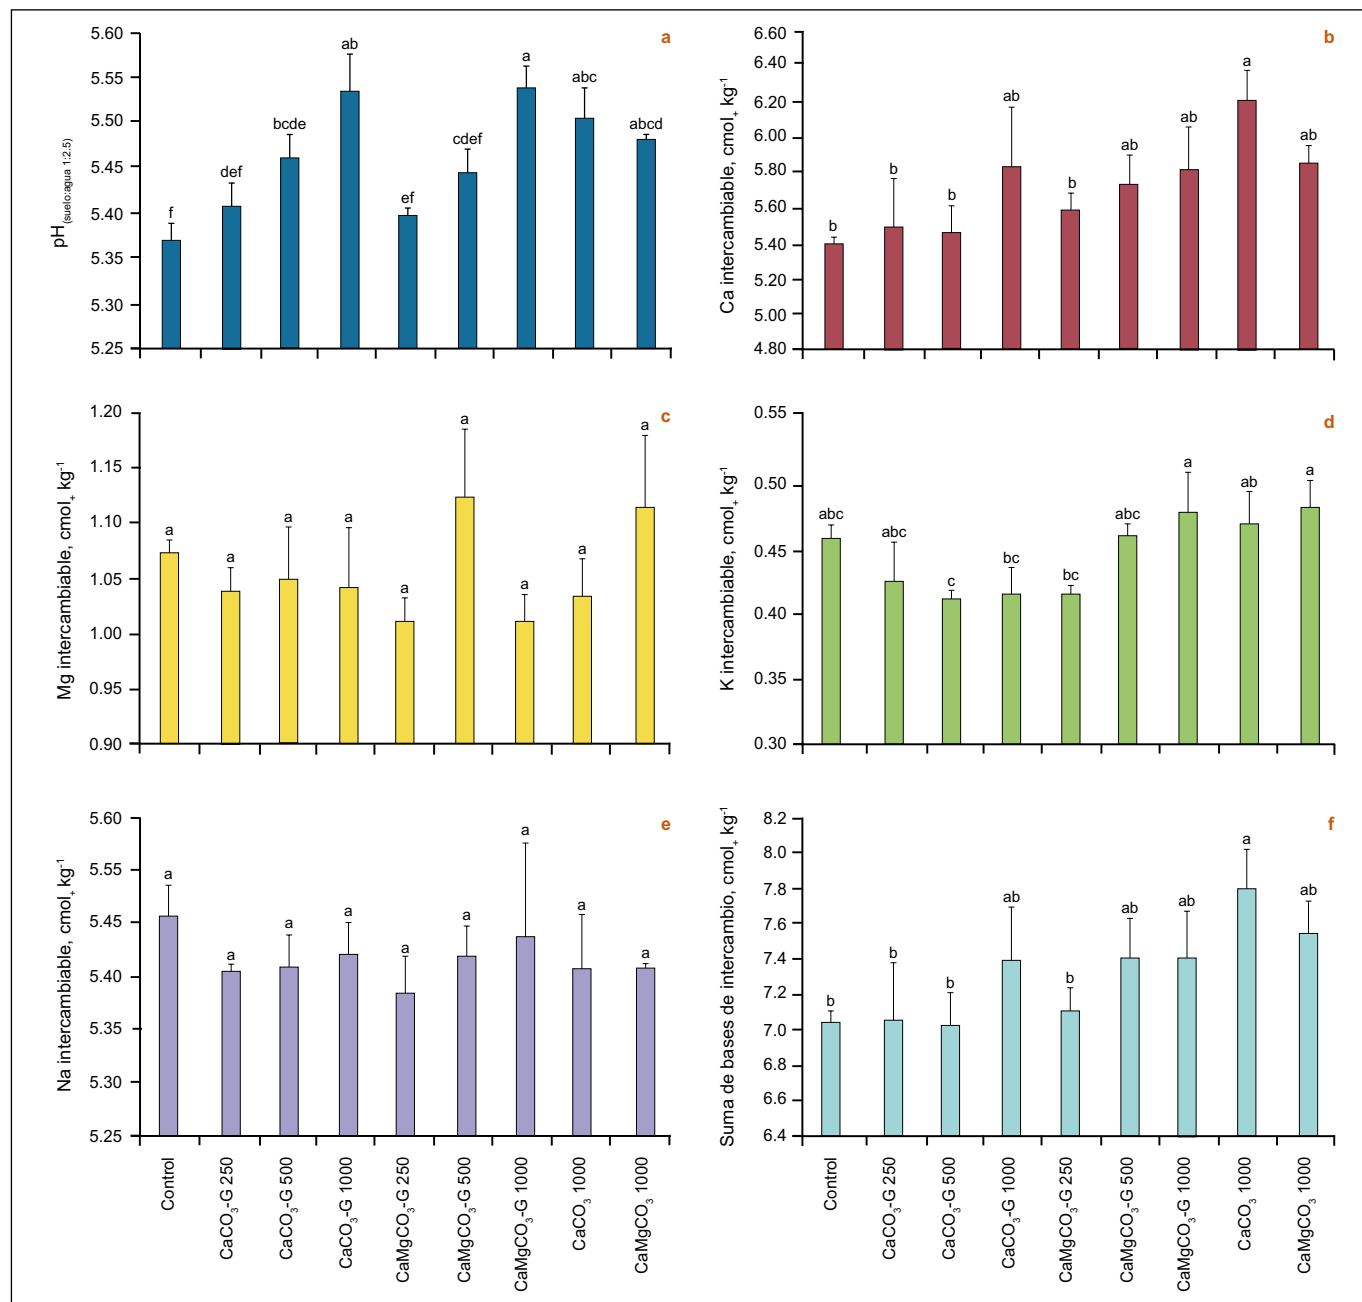 a
pH(suelo:agua 1:2.5)
5.60
5.55
5.50
5.45
5.40
5.35
5.30
5.25
f
def
bcde
ab
ef
cdef
a
abc
abcd
b
Ca intercambiable, cmol₊ kg⁻¹
6.60
6.40
6.20
6.00
5.80
5.60
5.40
5.20
5.00
4.80
b
b
b
ab
b
ab
ab
a
ab
c
Mg intercambiable, cmol₊ kg⁻¹
1.20
1.15
1.10
1.05
1.00
0.95
0.90
a
a
a
a
a
a
a
a
a
d
K intercambiable, cmol₊ kg⁻¹
0.55
0.50
0.45
0.40
0.35
0.30
abc
abc
c
bc
bc
abc
a
ab
a
e
Na intercambiable, cmol₊ kg⁻¹
5.60
5.55
5.45
5.40
5.35
5.30
5.25
a
a
a
a
a
a
a
a
a
Control
CaCO₃-G 250
CaCO₃-G 500
CaCO₃-G 1000
CaMgCO₃-G 250
CaMgCO₃-G 500
CaMgCO₃-G 1000
CaCO₃ 1000
CaMgCO₃ 1000
f
Suma de bases de intercambio, cmol₊ kg⁻¹
8.2
8.0
7.8
7.6
7.4
7.2
7.0
6.8
6.6
6.4
b
b
b
ab
b
ab
ab
a
ab
Control
CaCO₃-G 250
CaCO₃-G 500
CaCO₃-G 1000
CaMgCO₃-G 250
CaMgCO₃-G 500
CaMgCO₃-G 1000
CaCO₃ 1000
CaMgCO₃ 1000